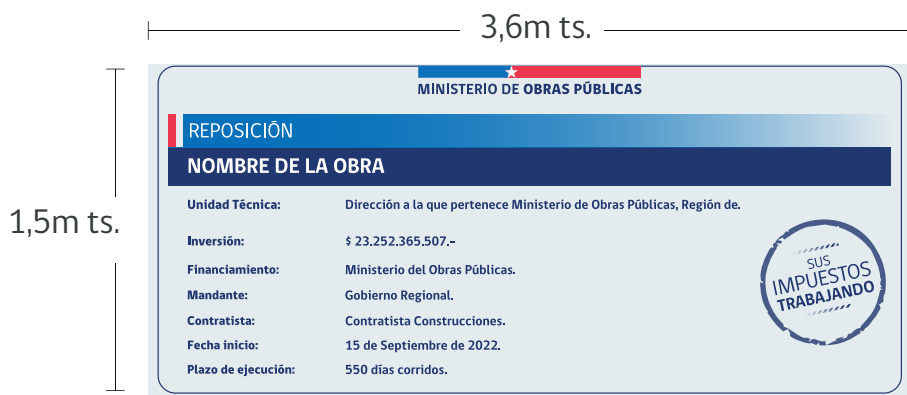 3,6m ts.
MINISTERIO DE OBRAS PÚBLICAS
REPOSICIÓN
NOMBRE DE LA OBRA
1,5m ts.
Unidad Técnica: Dirección a la que pertenece Ministerio de Obras Públicas, Región de.
Inversión: $ 23.252.365.507.-
Financiamiento: Ministerio del Obras Públicas.
Mandante: Gobierno Regional.
Contratista: Contratista Construcciones.
Fecha inicio: 15 de Septiembre de 2022.
Plazo de ejecución: 550 días corridos.
SUS
IMPUESTOS
TRABAJANDO